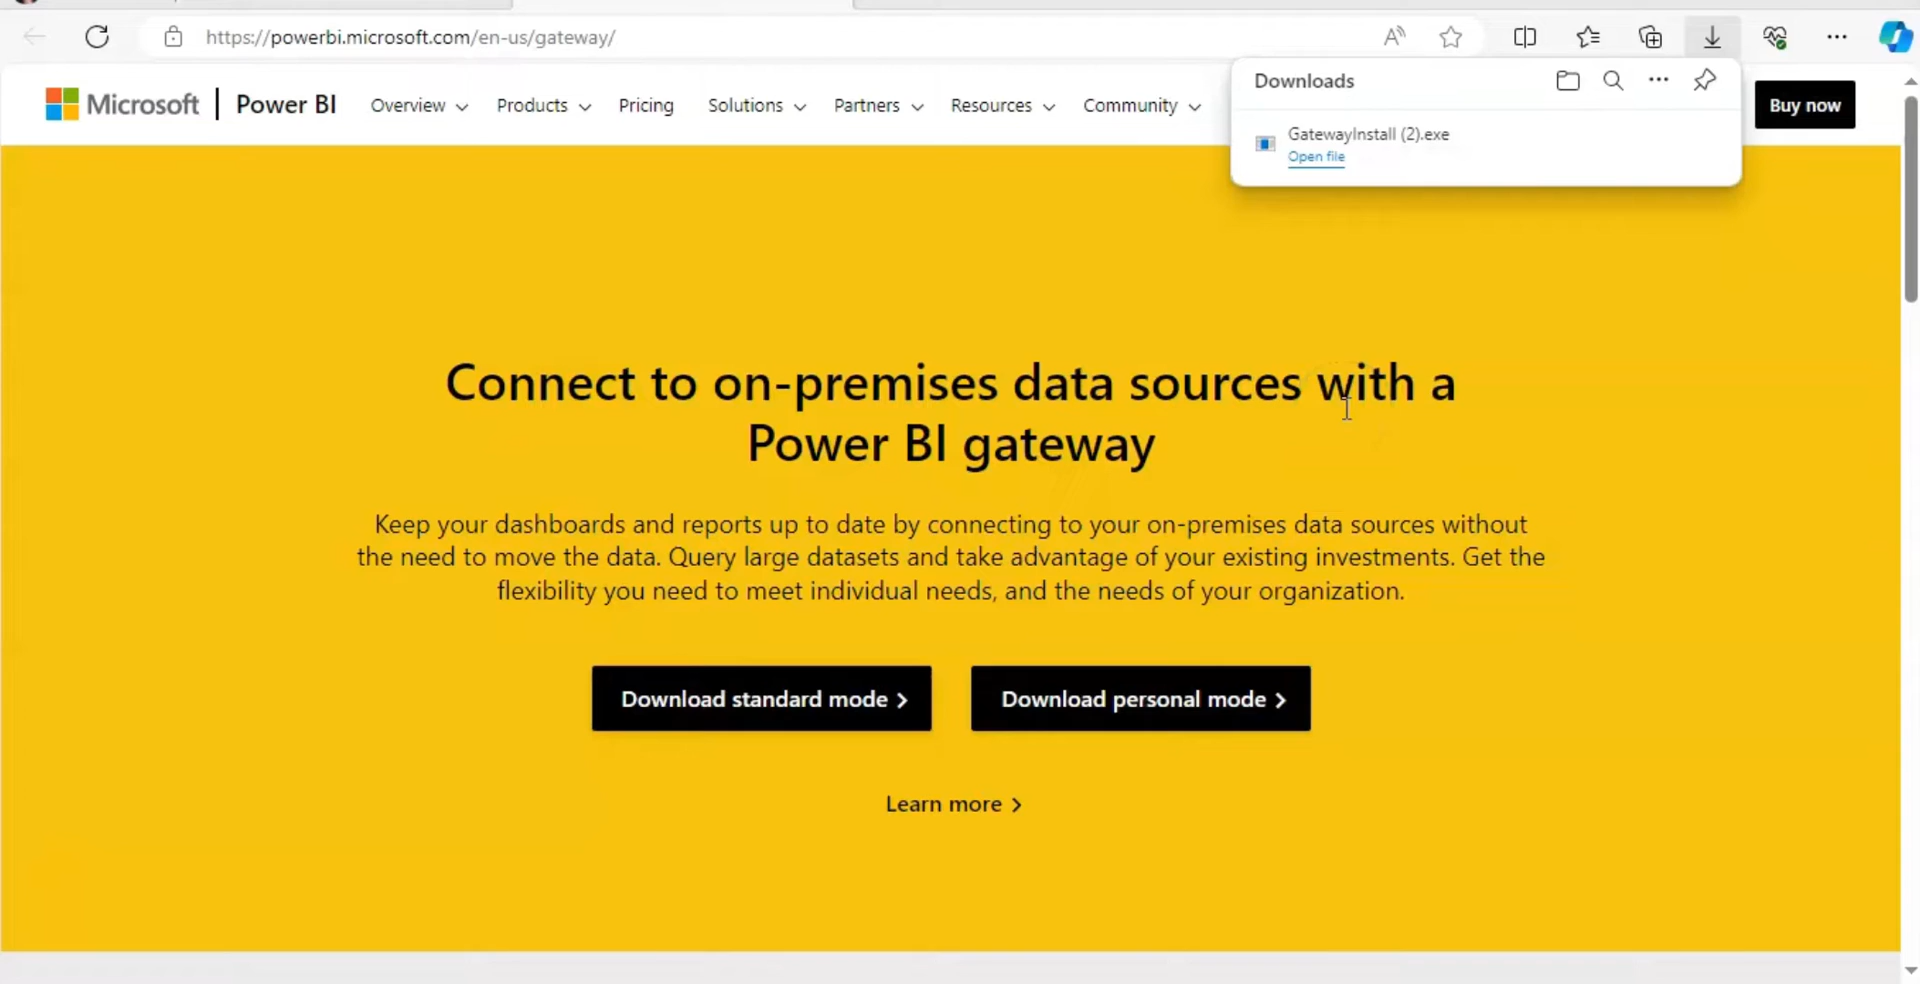 https://powerbi.microsoft.com/en-us/gateway/
Downloads
GatewayInstall (2).exe
Open file
Microsoft
Power BI
Overview
Products
Pricing
Solutions
Partners
Resources
Community
Buy now
Connect to on-premises data sources with a
Power BI gateway
Keep your dashboards and reports up to date by connecting to your on-premises data sources without
the need to move the data. Query large datasets and take advantage of your existing investments. Get the
flexibility you need to meet individual needs, and the needs of your organization.
Download standard mode
Download personal mode
Learn more